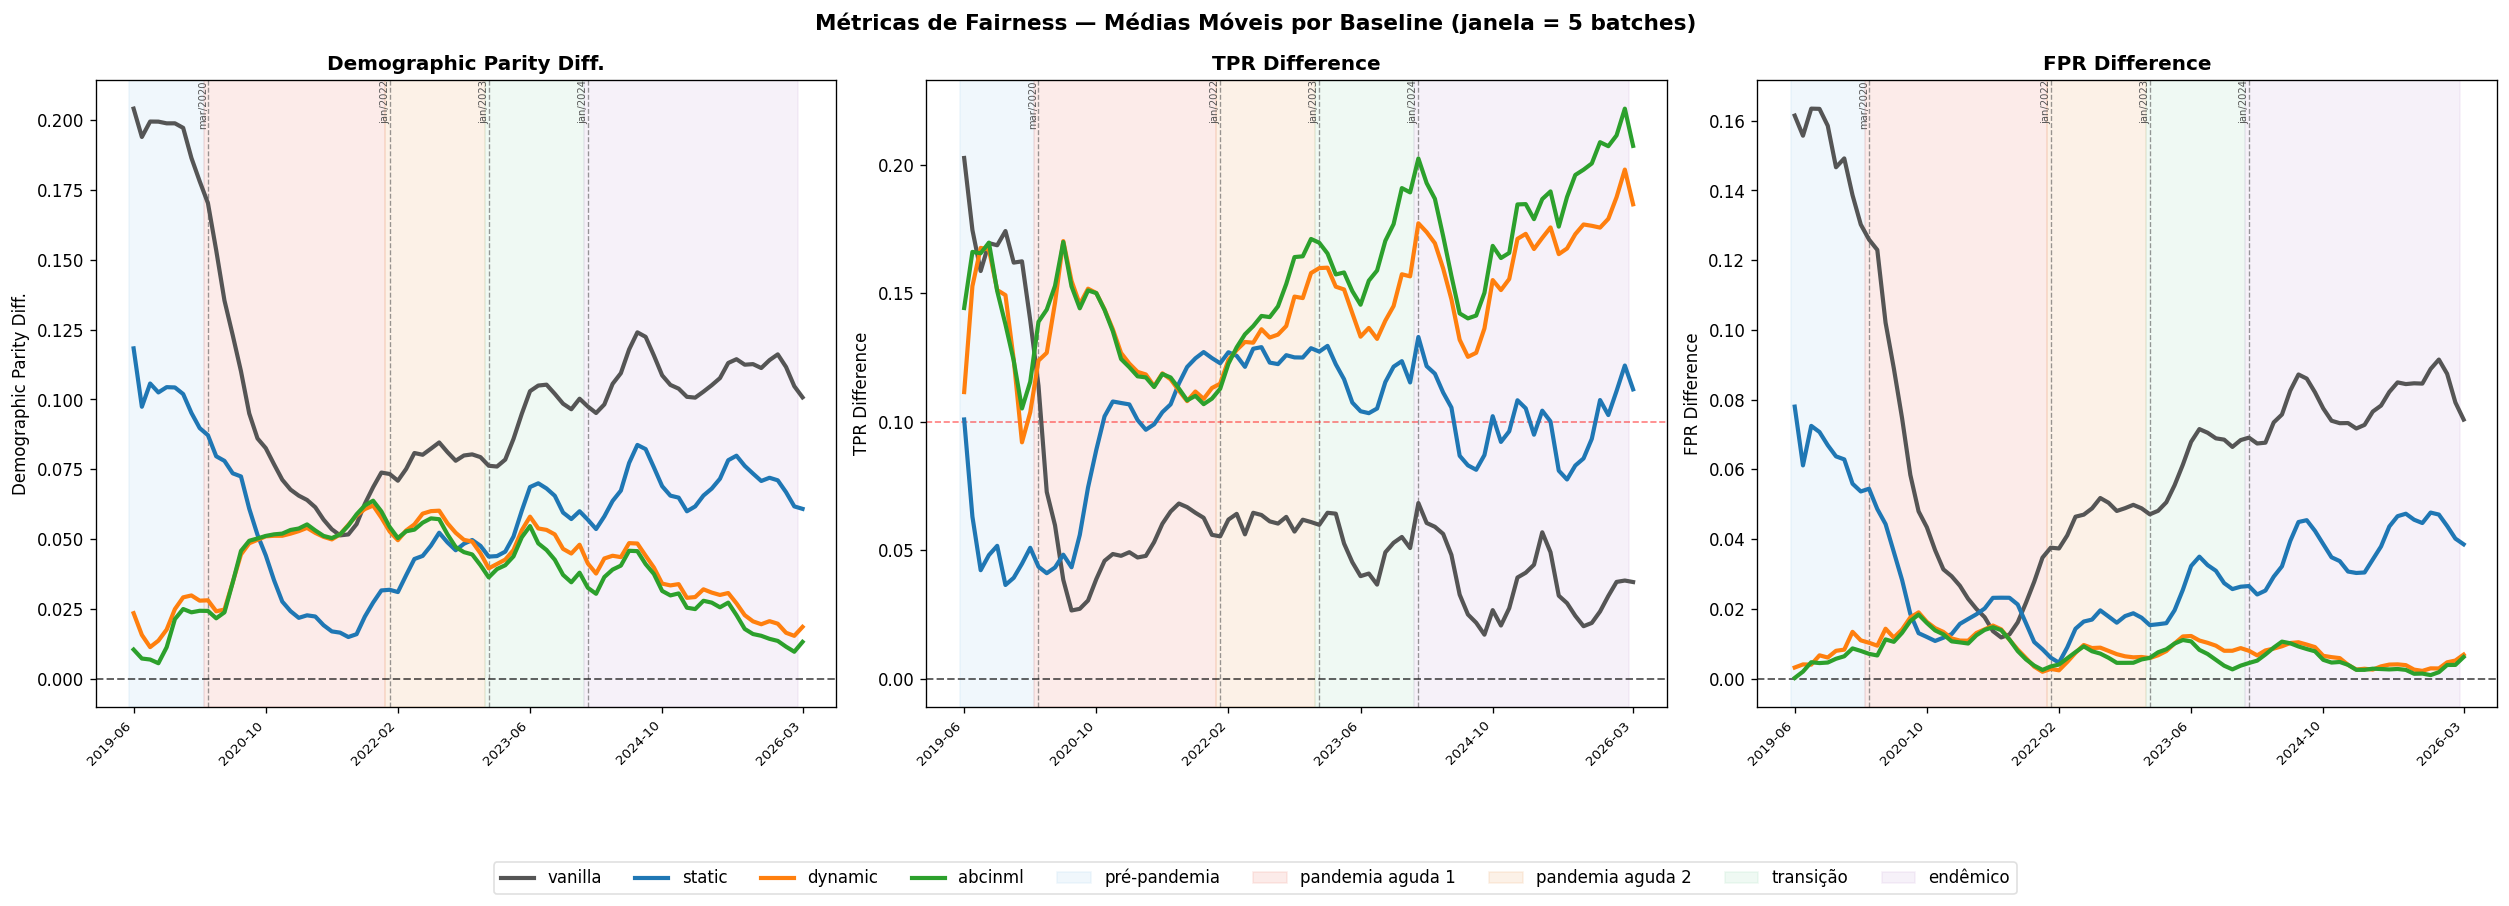 Métricas de Fairness — Médias Móveis por Baseline (janela = 5 batches)
Demographic Parity Diff.
Demographic Parity Diff.
0.200
0.175
0.150
0.125
0.100
0.075
0.050
0.025
0.000
mar/2020
jan/2022
jan/2023
jan/2024
2019-06
2020-10
2022-02
2023-06
2024-10
2026-03
TPR Difference
TPR Difference
0.20
0.15
0.10
0.05
0.00
mar/2020
jan/2022
jan/2023
jan/2024
2019-06
2020-10
2022-02
2023-06
2024-10
2026-03
FPR Difference
FPR Difference
0.16
0.14
0.12
0.10
0.08
0.06
0.04
0.02
0.00
mar/2020
jan/2022
jan/2023
jan/2024
2019-06
2020-10
2022-02
2023-06
2024-10
2026-03
vanilla static dynamic abcinml pré-pandemia pandemia aguda 1 pandemia aguda 2 transição endêmico